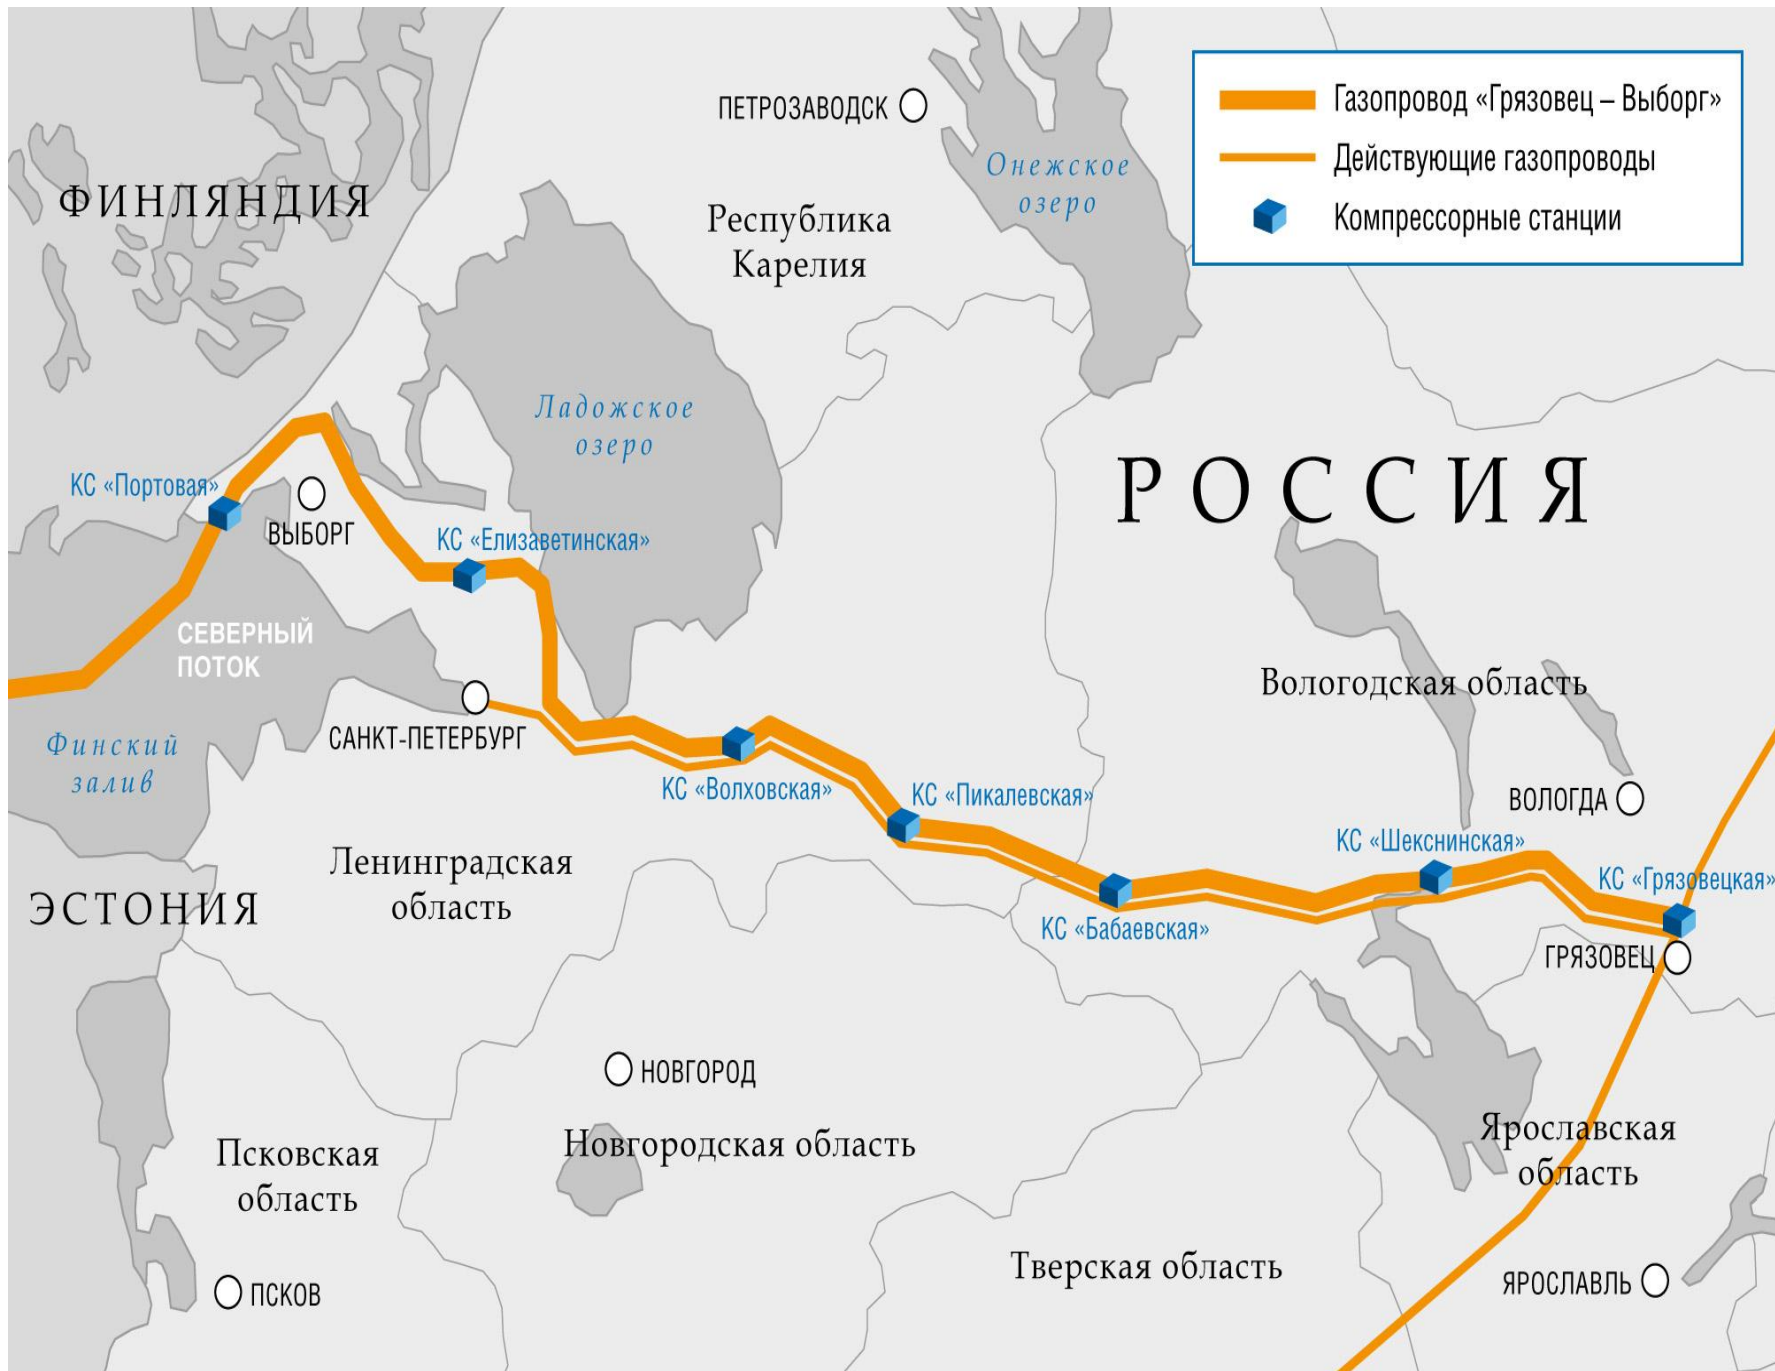 Газопровод «Грязовец – Выборг»
Действующие газопроводы
Компрессорные станции
ПЕТРОЗАВОДСК
Онежское
озеро
ФИНЛЯНДИЯ
Республика
Карелия
Ладожское
озеро
РОССИЯ
КС «Портовая»
ВЫБОРГ
КС «Елизаветинская»
СЕВЕРНЫЙ
ПОТОК
Вологодская область
САНКТ-ПЕТЕРБУРГ
Финский
залив
КС «Волховская»
КС «Пикалевская»
ВОЛОГДА
КС «Шекснинская»
Ленинградская
область
КС «Грязовецкая»
ЭСТОНИЯ
КС «Бабаевская»
ГРЯЗОВЕЦ
НОВГОРОД
Новгородская область
Ярославская
область
Псковская
область
Тверская область
ЯРОСЛАВЛЬ
ПСКОВ